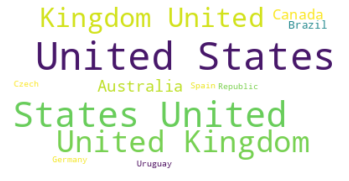 Kingdom United Canada
Brazil
United States
Czech Australia Spain Republic
States United
United Kingdom
Germany Uruguay